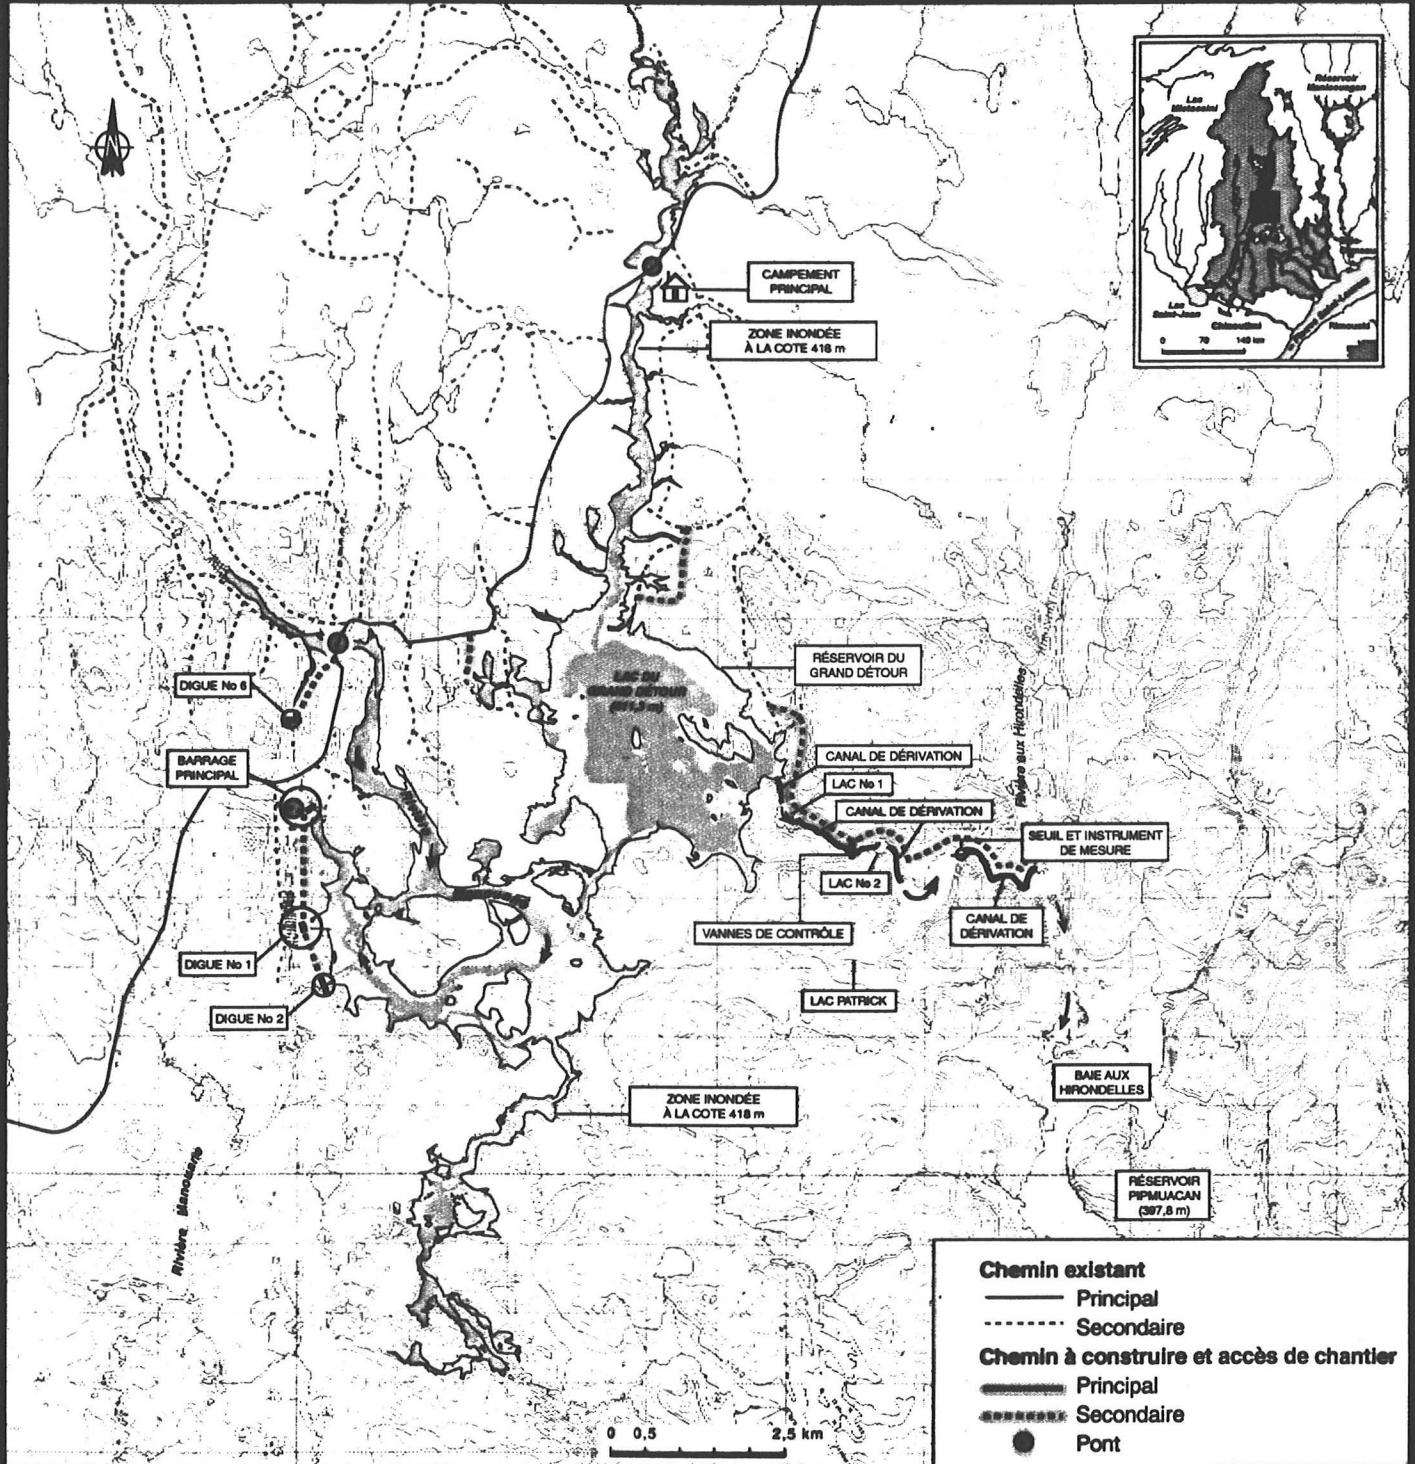 N
Lac
Mistassini
Réservoir
Manicouagan
Lac
Saint-Jean
Chicoutimi
Rimouski
0 70 140 km
CAMPEMENT
PRINCIPAL
ZONE INONDÉE
À LA COTE 418 m
RÉSERVOIR DU
GRAND DÉTOUR
LAC DU
GRAND DÉTOUR
DIGUE No 6
BARRAGE
PRINCIPAL
Rivière aux Hirondelles
CANAL DE DÉRIVATION
LAC No 1
CANAL DE DÉRIVATION
SEUIL ET INSTRUMENT
DE MESURE
LAC No 2
CANAL DE
DÉRIVATION
VANNES DE CONTRÔLE
DIGUE No 1
LAC PATRICK
DIGUE No 2
BAIE AUX
HIRONDELLES
ZONE INONDÉE
À LA COTE 418 m
Rivière Manouane
RÉSERVOIR
PIPMUACAN
(397,8 m)
Chemin existant
Principal
Secondaire
Chemin à construire et accès de chantier
Principal
Secondaire
Pont
0 0,5 2,5 km